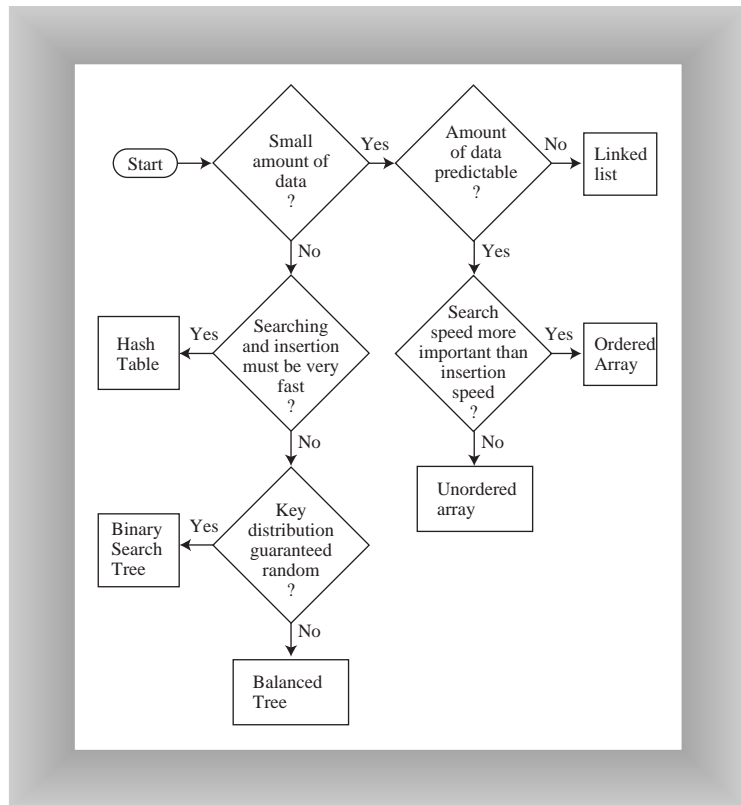 Start
Small
amount of
data
?
Yes
Amount
of data
predictable
?
No
Linked
list
No
Yes
Hash
Table
Yes
Searching
and insertion
must be very
fast
?
Search
speed more
important than
insertion
speed
?
Yes
Ordered
Array
No
No
Unordered
array
Binary
Search
Tree
Yes
Key
distribution
guaranteed
random
?
No
Balanced
Tree